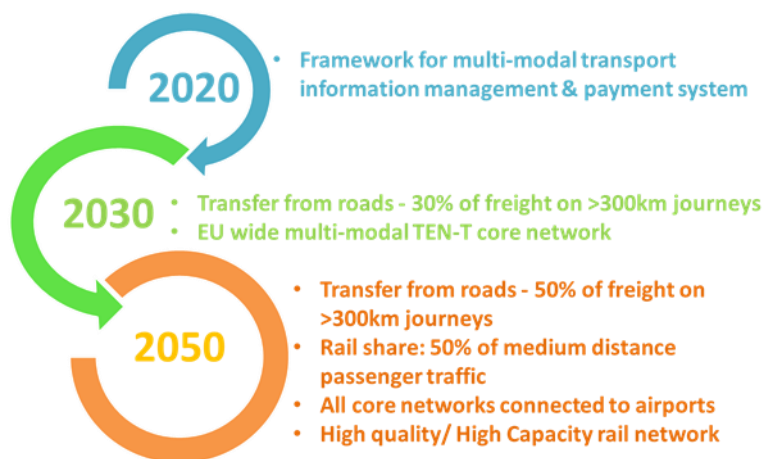 2020
• Framework for multi-modal transport
information management & payment system
2030
• Transfer from roads - 30% of freight on >300km journeys
• EU wide multi-modal TEN-T core network
2050
• Transfer from roads - 50% of freight on
>300km journeys
• Rail share: 50% of medium distance
passenger traffic
• All core networks connected to airports
• High quality/ High Capacity rail network